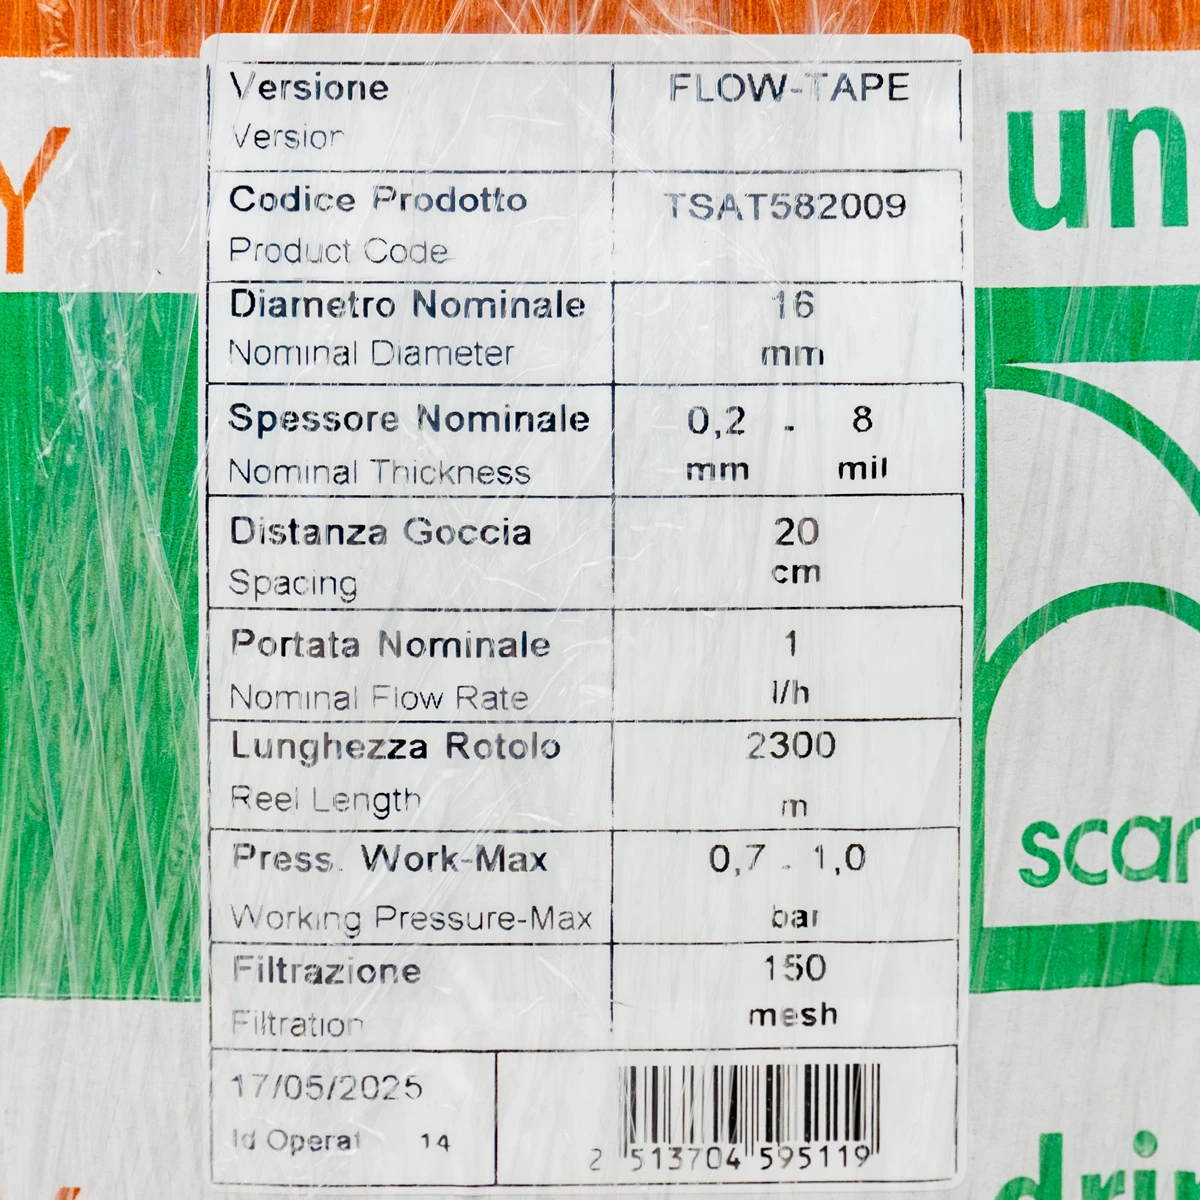 Versione FLOW-TAPE
Version
Codice Prodotto TSAT582009
Product Code
Diametro Nominale 16
Nominal Diameter mm
Spessore Nominale 0,2 - 8
Nominal Thickness mm mil
Distanza Goccia 20
Spacing cm
Portata Nominale 1
Nominal Flow Rate l/h
Lunghezza Rotolo 2300
Reel Length m
Press. Work-Max 0,7 - 1,0
Working Pressure-Max bar
Filtrazione 150
Filtration mesh
17/05/2025
Id Operat 14
2 513704 595119
Y
un
scar
drip